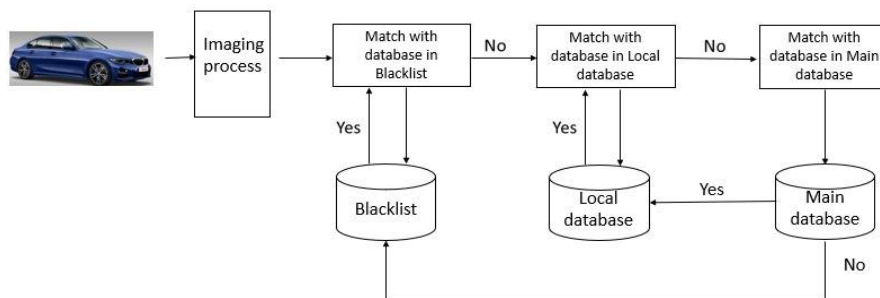 Imaging
process
Match with
database in
Blacklist
No
Match with
database in Local
database
No
Match with
database in Main
database
Yes
Yes
Blacklist
Local
database
Yes
Main
database
No